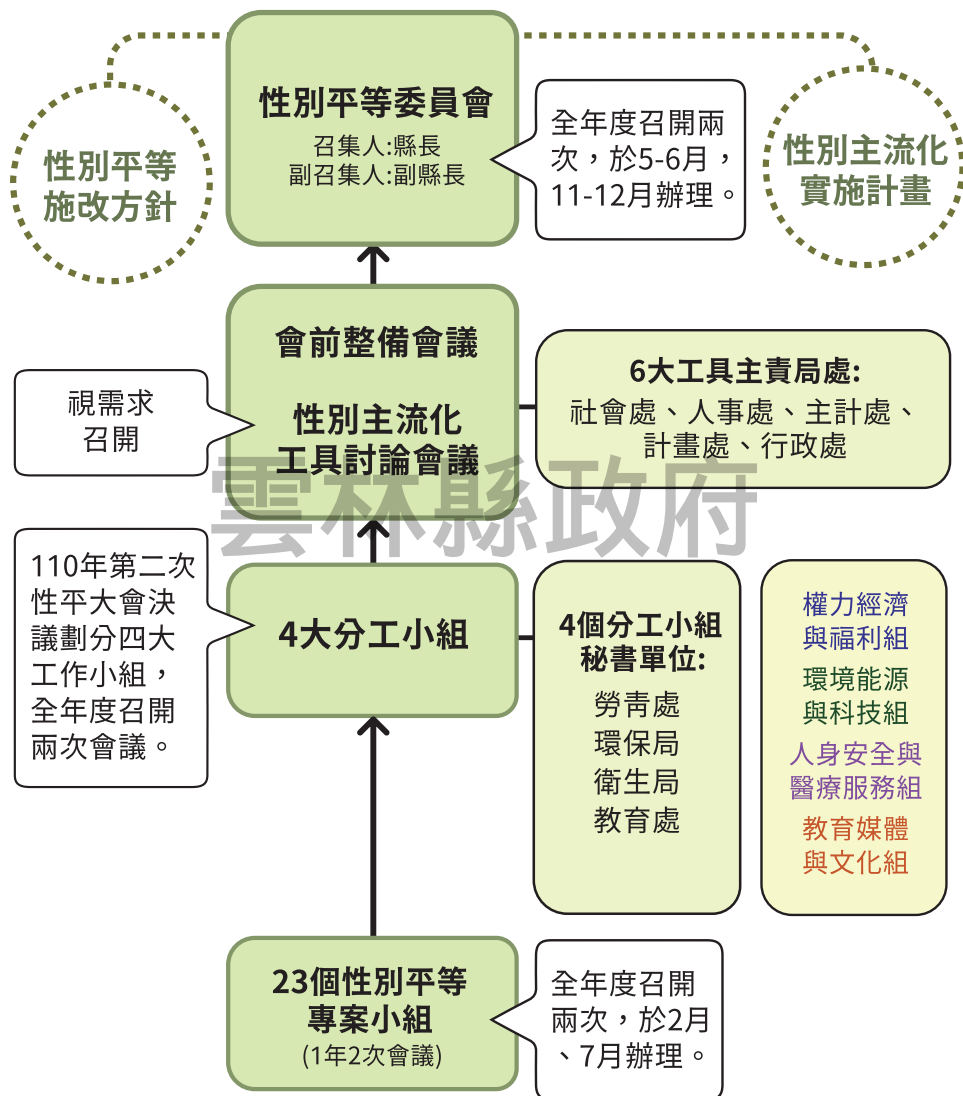 性別平等委員會
召集人:縣長
副召集人:副縣長
全年度召開兩
次，於5-6月，
11-12月辦理。
性別平等
施改方針
性別主流化
實施計畫
會前整備會議
性別主流化
工具討論會議
視需求
召開
6大工具主責局處:
社會處、人事處、主計處、
計畫處、行政處
雲林縣政府
110年第二次
性平大會決
議劃分四大
工作小組，
全年度召開
兩次會議。
4大分工小組
4個分工小組
秘書單位:
勞青處
環保局
衛生局
教育處
權力經濟
與福利組
環境能源
與科技組
人身安全與
醫療服務組
教育媒體
與文化組
23個性別平等
專案小組
(1年2次會議)
全年度召開
兩次，於2月
、7月辦理。